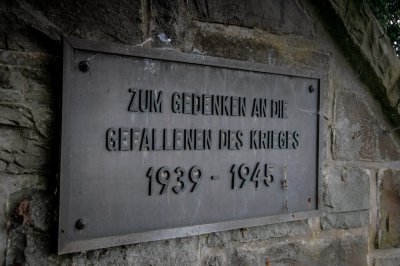 ZUM GEDENKEN AN DIE
GEFALLENEN DES KRIEGES
1939 - 1945